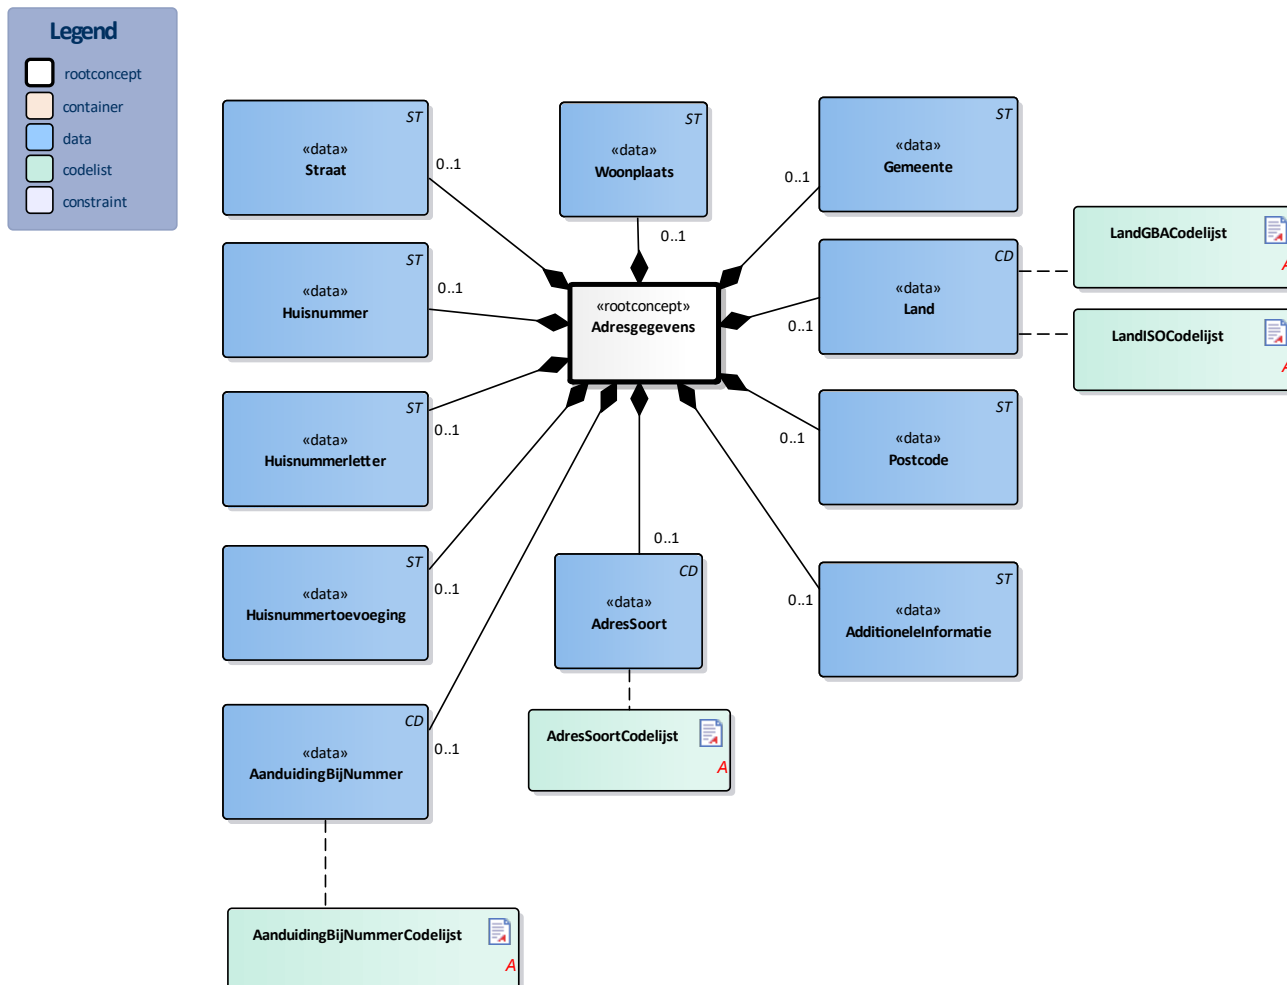 Legend
rootconcept
container
data
codelist
constraint
ST
«data»
Straat
0..1
ST
«data»
Woonplaats
0..1
ST
«data»
Gemeente
0..1
ST
«data»
Huisnummer
0..1
«rootconcept»
Adresgegevens
CD
«data»
Land
0..1
LandGBACodelijst
A
LandISOCodelijst
A
ST
«data»
Huisnummerletter
0..1
ST
«data»
Postcode
0..1
ST
«data»
Huisnummertoevoeging
0..1
0..1
CD
«data»
AdresSoort
ST
«data»
AdditioneleInformatie
0..1
CD
«data»
AanduidingBijNummer
0..1
AdresSoortCodelijst
A
AanduidingBijNummerCodelijst
A